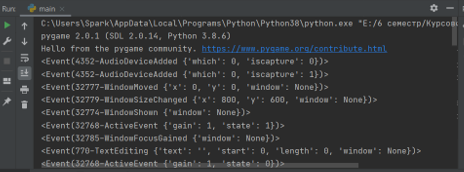 Run: main
C:\Users\Spark\AppData\Local\Programs\Python\Python38\python.exe "E:/6 семестр/Курсов
pygame 2.0.1 (SDL 2.0.14, Python 3.8.6)
Hello from the pygame community. https://www.pygame.org/contribute.html
<Event(4352-AudioDeviceAdded {'which': 0, 'iscapture': 0})>
<Event(4352-AudioDeviceAdded {'which': 0, 'iscapture': 1})>
<Event(32777-WindowMoved {'x': 0, 'y': 0, 'window': None})>
<Event(32779-WindowSizeChanged {'x': 800, 'y': 600, 'window': None})>
<Event(32774-WindowShown {'window': None})>
<Event(32768-ActiveEvent {'gain': 1, 'state': 1})>
<Event(32785-WindowFocusGained {'window': None})>
<Event(770-TextEditing {'text': '', 'start': 0, 'length': 0, 'window': None})>
<Event(32768-ActiveEvent {'gain': 1, 'state': 0})>